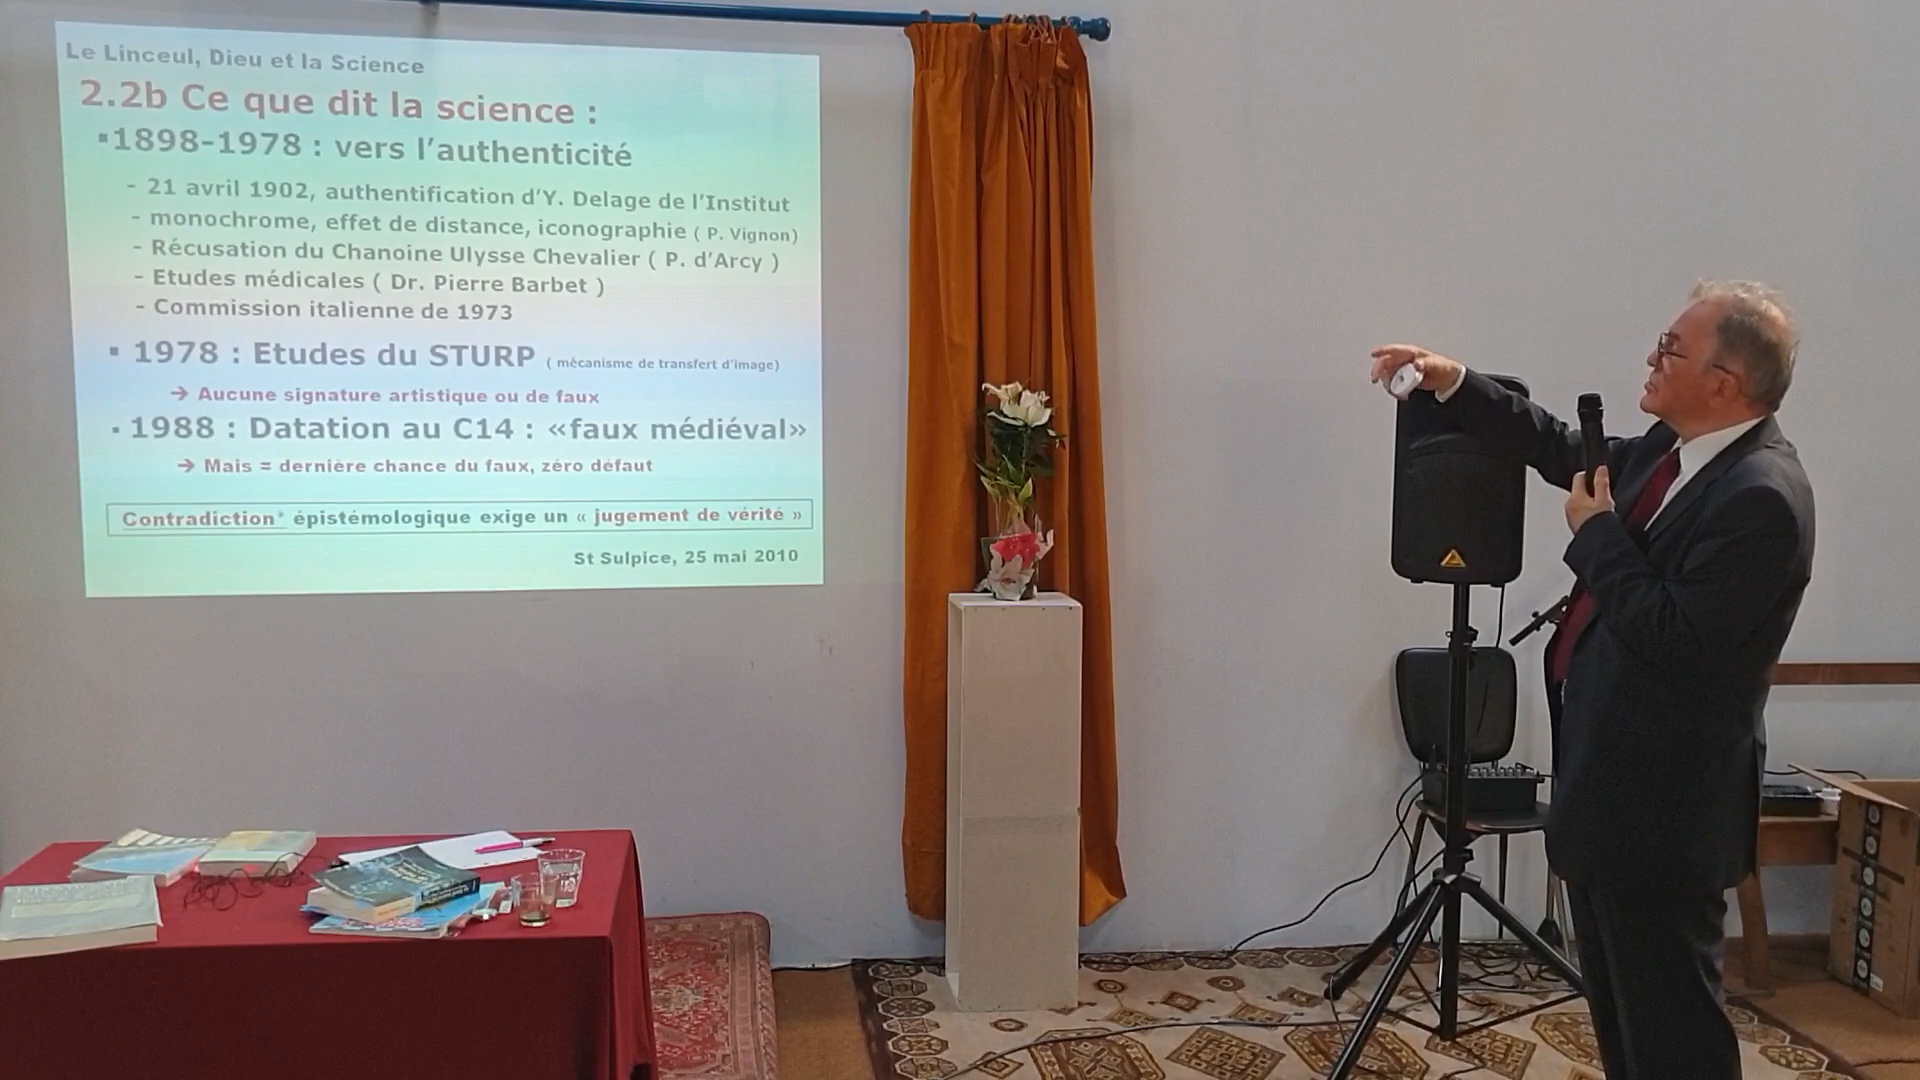 Le Linceul, Dieu et la Science
2.2b Ce que dit la science :
▪1898-1978 : vers l’authenticité
- 21 avril 1902, authentification d’Y. Delage de l’Institut
- monochrome, effet de distance, iconographie ( P. Vignon)
- Récusation du Chanoine Ulysse Chevalier ( P. d’Arcy )
- Etudes médicales ( Dr. Pierre Barbet )
- Commission italienne de 1973
▪ 1978 : Etudes du STURP ( mécanisme de transfert d’image)
→ Aucune signature artistique ou de faux
▪ 1988 : Datation au C14 : «faux médiéval»
→ Mais = dernière chance du faux, zéro défaut
Contradiction* épistémologique exige un « jugement de vérité »
St Sulpice, 25 mai 2010